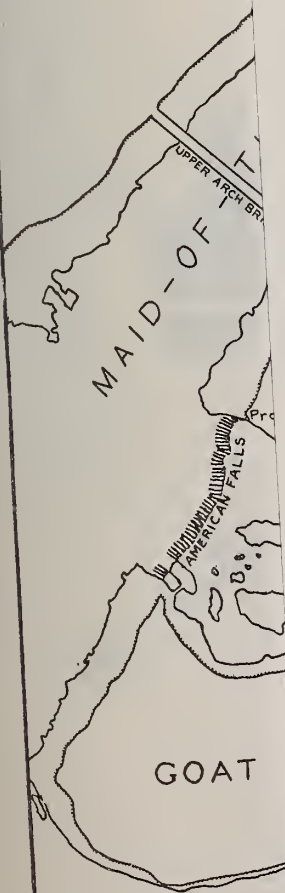 UPPER ARCH BR
T
MAID-OF-
Pro
AMERICAN FALLS
GOAT